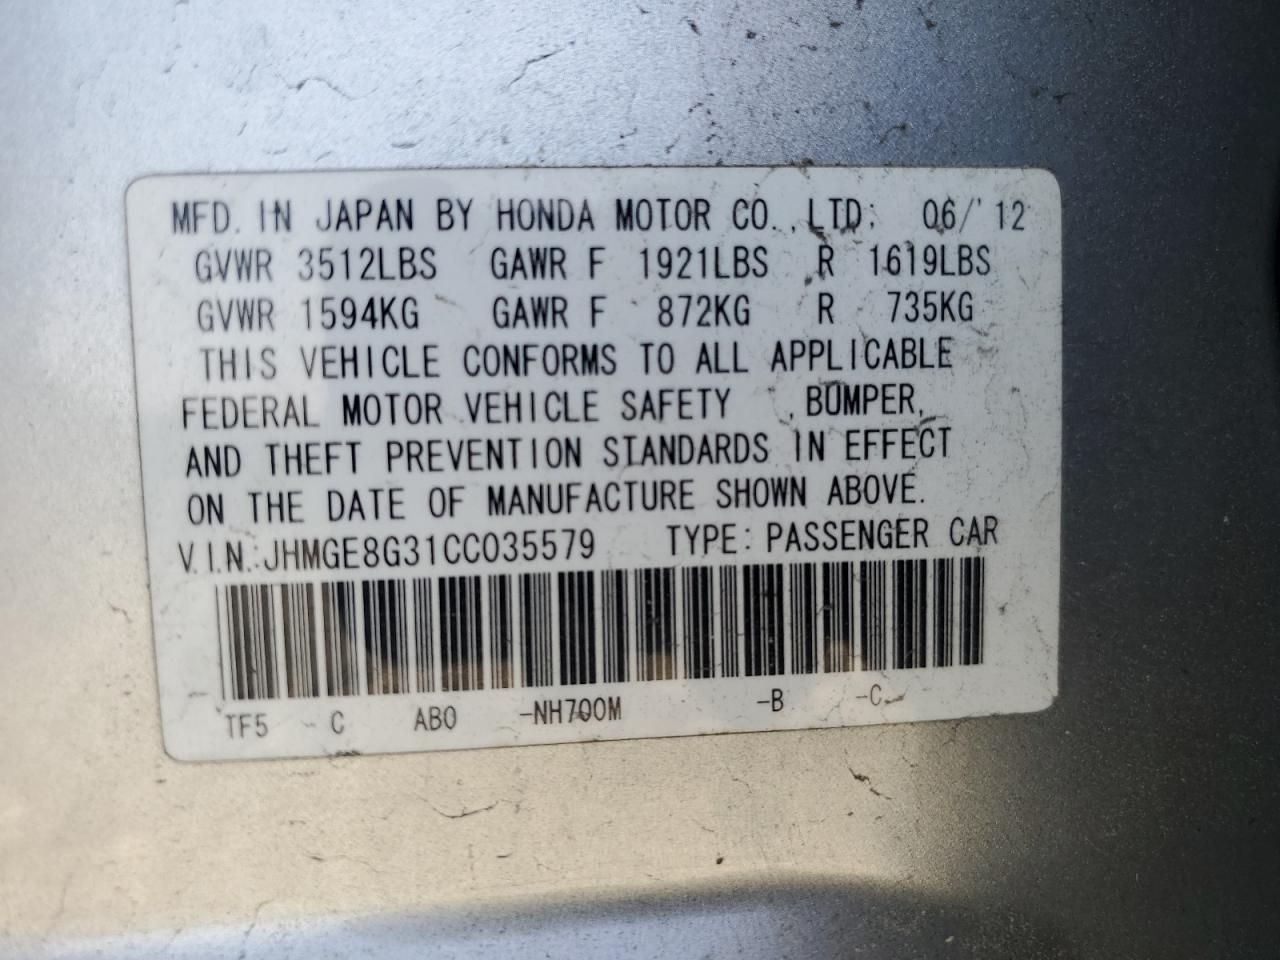 MFD. IN JAPAN BY HONDA MOTOR CO.,LTD: 06/'12
GVWR 3512LBS GAWR F 1921LBS R 1619LBS
GVWR 1594KG GAWR F 872KG R 735KG
THIS VEHICLE CONFORMS TO ALL APPLICABLE
FEDERAL MOTOR VEHICLE SAFETY , BUMPER,
AND THEFT PREVENTION STANDARDS IN EFFECT
ON THE DATE OF MANUFACTURE SHOWN ABOVE.
V.I.N.:JHMGE8G31CC035579 TYPE: PASSENGER CAR
TF5 - C AB0 -NH700M -B -C